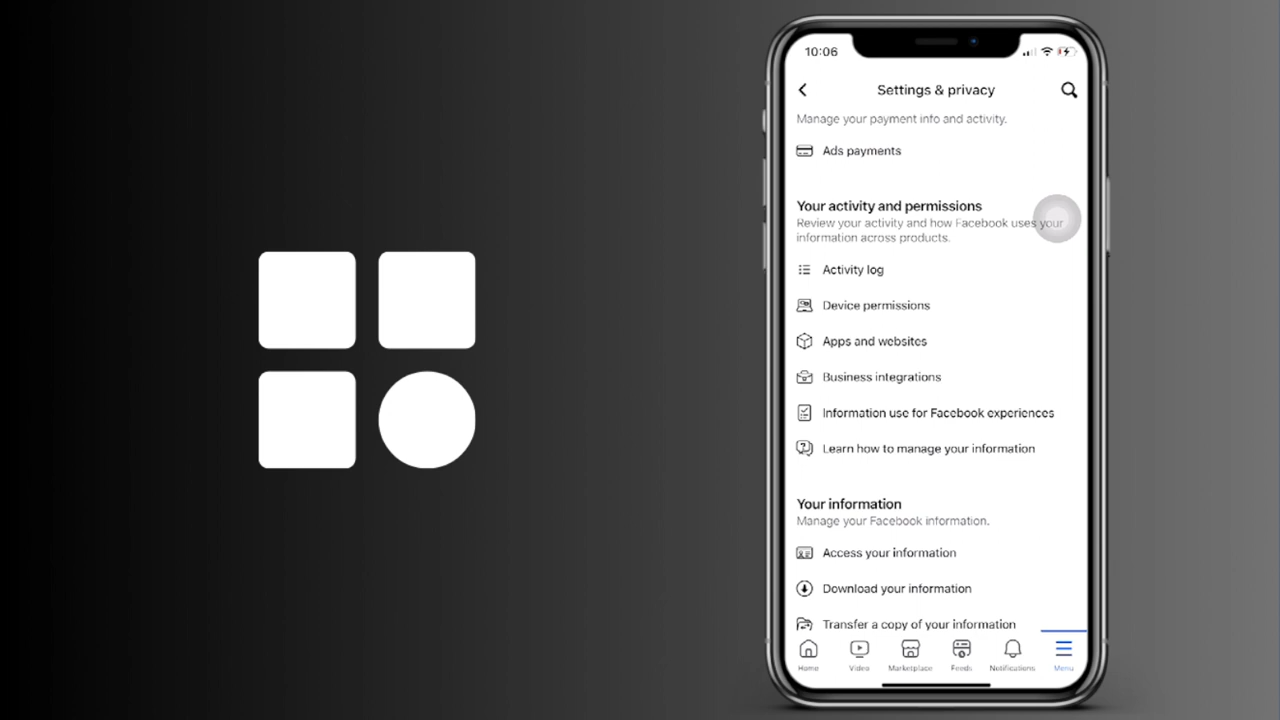 10:06
Settings & privacy
Manage your payment info and activity.
Ads payments
Your activity and permissions
Review your activity and how Facebook uses your
information across products.
Activity log
Device permissions
Apps and websites
Business integrations
Information use for Facebook experiences
Learn how to manage your information
Your information
Manage your Facebook information.
Access your information
Download your information
Transfer a copy of your information
Home
Video
Marketplace
Feeds
Notifications
Menu